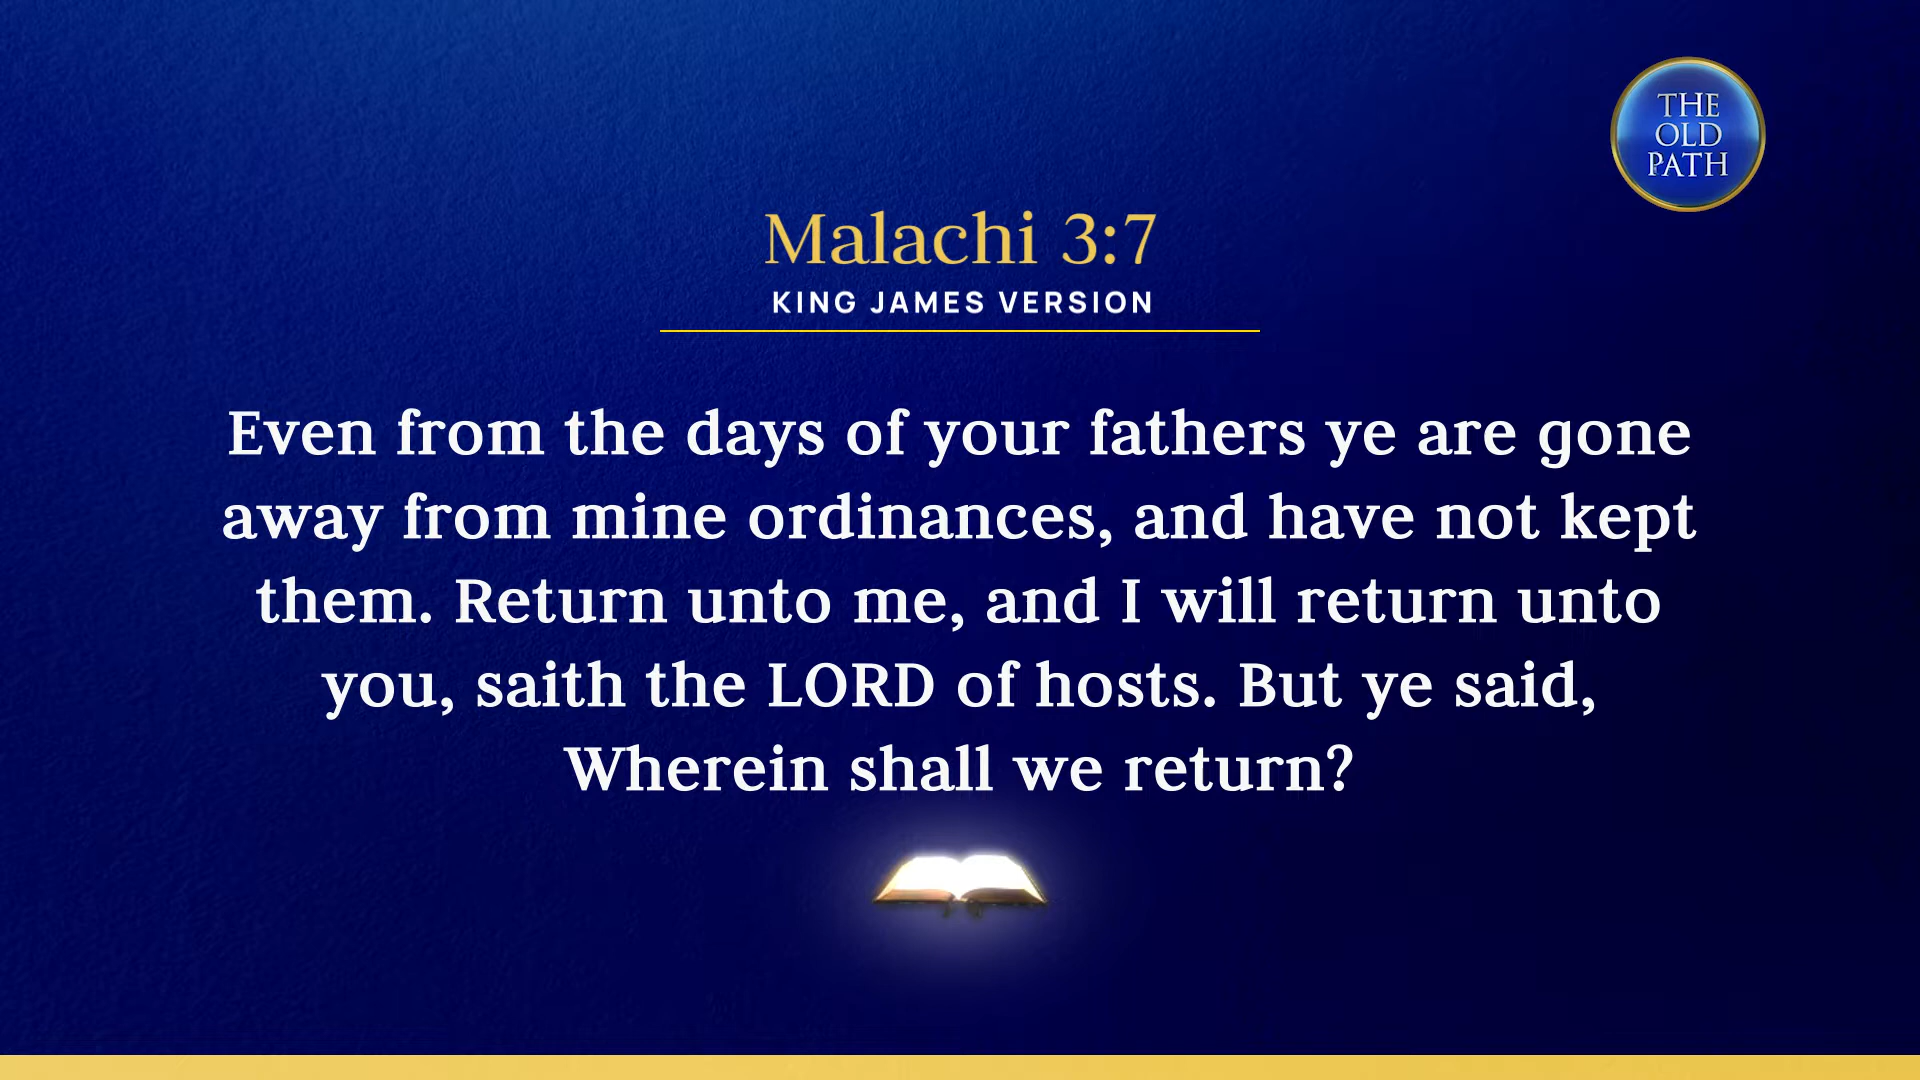 THE
OLD
PATH
Malachi 3:7
KING JAMES VERSION
Even from the days of your fathers ye are gone
away from mine ordinances, and have not kept
them. Return unto me, and I will return unto
you, saith the LORD of hosts. But ye said,
Wherein shall we return?